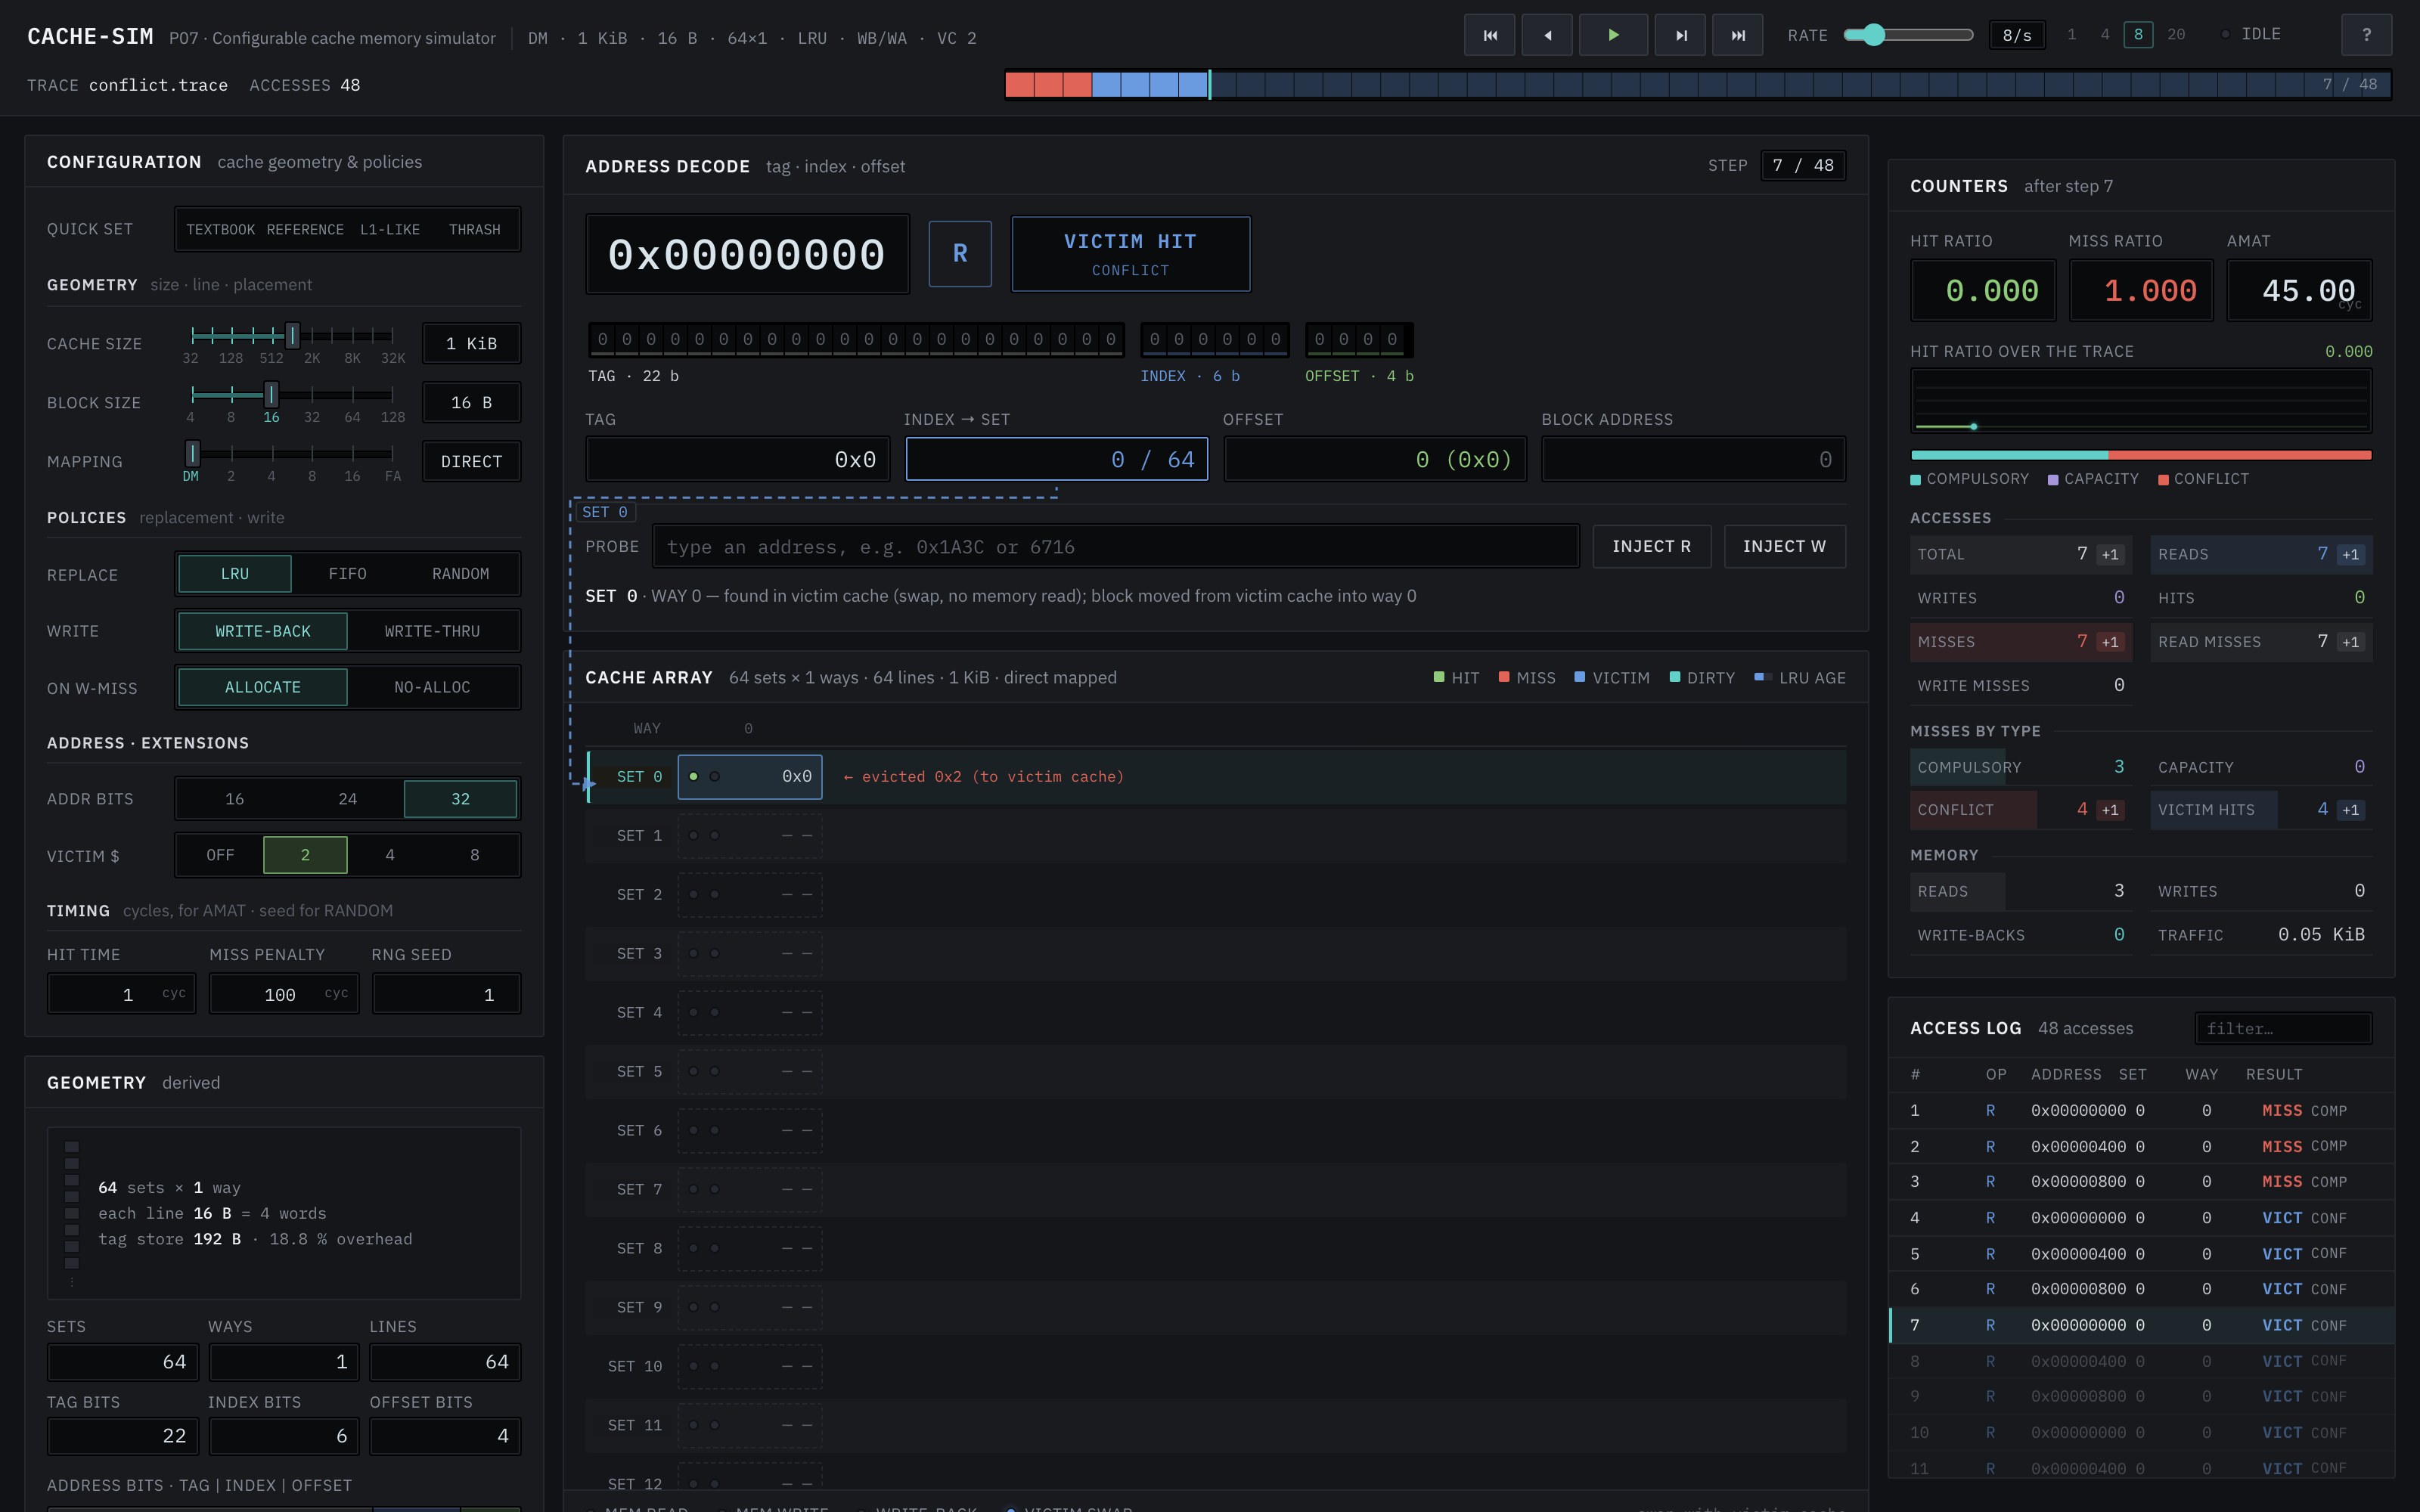 CACHE-SIM P07 · Configurable cache memory simulator DM · 1 KiB · 16 B · 64×1 · LRU · WB/WA · VC 2
RATE 8/s 1 4 8 20 IDLE ?
TRACE conflict.trace ACCESSES 48
7 / 48
CONFIGURATION cache geometry & policies
QUICK SET TEXTBOOK REFERENCE L1-LIKE THRASH
GEOMETRY size · line · placement
CACHE SIZE 1 KiB
32 128 512 2K 8K 32K
BLOCK SIZE 16 B
4 8 16 32 64 128
MAPPING DIRECT
DM 2 4 8 16 FA
POLICIES replacement · write
REPLACE LRU FIFO RANDOM
WRITE WRITE-BACK WRITE-THRU
ON W-MISS ALLOCATE NO-ALLOC
ADDRESS · EXTENSIONS
ADDR BITS 16 24 32
VICTIM $ OFF 2 4 8
TIMING cycles, for AMAT · seed for RANDOM
HIT TIME MISS PENALTY RNG SEED
1 cyc 100 cyc 1
GEOMETRY derived
64 sets × 1 way
each line 16 B = 4 words
tag store 192 B · 18.8 % overhead
⋮
SETS WAYS LINES
64 1 64
TAG BITS INDEX BITS OFFSET BITS
22 6 4
ADDRESS BITS · TAG | INDEX | OFFSET
ADDRESS DECODE tag · index · offset STEP 7 / 48
0x00000000 R VICTIM HIT
CONFLICT
0 0 0 0 0 0 0 0 0 0 0 0 0 0 0 0 0 0 0 0 0 0 0 0 0 0 0 0 0 0 0 0
TAG · 22 b INDEX · 6 b OFFSET · 4 b
TAG INDEX → SET OFFSET BLOCK ADDRESS
0x0 0 / 64 0 (0x0) 0
SET 0
PROBE type an address, e.g. 0x1A3C or 6716 INJECT R INJECT W
SET 0 · WAY 0 — found in victim cache (swap, no memory read); block moved from victim cache into way 0
CACHE ARRAY 64 sets × 1 ways · 64 lines · 1 KiB · direct mapped HIT MISS VICTIM DIRTY LRU AGE
WAY 0
SET 0 0x0 ← evicted 0x2 (to victim cache)
SET 1 — —
SET 2 — —
SET 3 — —
SET 4 — —
SET 5 — —
SET 6 — —
SET 7 — —
SET 8 — —
SET 9 — —
SET 10 — —
SET 11 — —
SET 12 — —
MEM READ MEM WRITE WRITE-BACK VICTIM SWAP swap with victim cache
COUNTERS after step 7
HIT RATIO MISS RATIO AMAT
0.000 1.000 45.00 cyc
HIT RATIO OVER THE TRACE 0.000
COMPULSORY CAPACITY CONFLICT
ACCESSES
TOTAL 7 +1 READS 7 +1
WRITES 0 HITS 0
MISSES 7 +1 READ MISSES 7 +1
WRITE MISSES 0
MISSES BY TYPE
COMPULSORY 3 CAPACITY 0
CONFLICT 4 +1 VICTIM HITS 4 +1
MEMORY
READS 3 WRITES 0
WRITE-BACKS 0 TRAFFIC 0.05 KiB
ACCESS LOG 48 accesses filter…
# OP ADDRESS SET WAY RESULT
1 R 0x00000000 0 0 MISS COMP
2 R 0x00000400 0 0 MISS COMP
3 R 0x00000800 0 0 MISS COMP
4 R 0x00000000 0 0 VICT CONF
5 R 0x00000400 0 0 VICT CONF
6 R 0x00000800 0 0 VICT CONF
7 R 0x00000000 0 0 VICT CONF
8 R 0x00000400 0 0 VICT CONF
9 R 0x00000800 0 0 VICT CONF
10 R 0x00000000 0 0 VICT CONF
11 R 0x00000400 0 0 VICT CONF